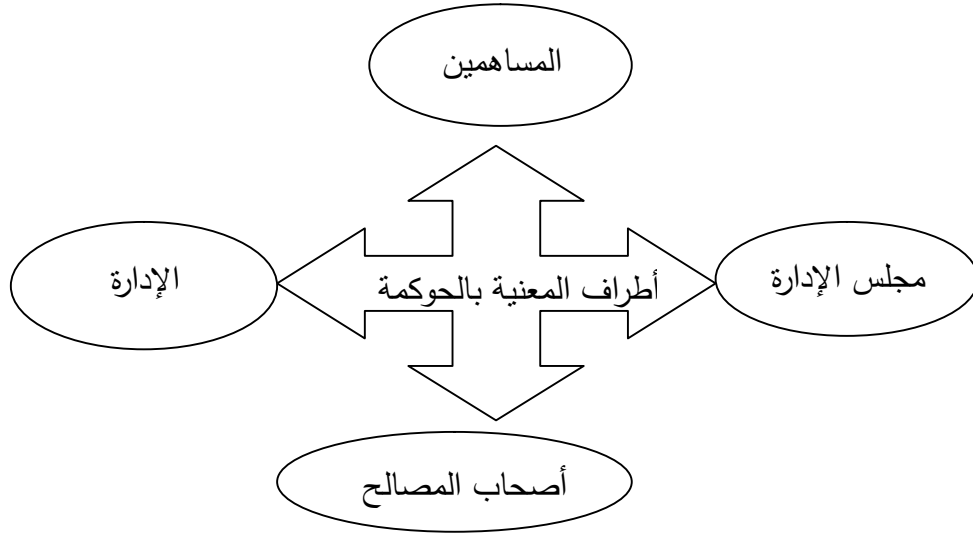 المساهمين
مجلس الإدارة
أطراف المعنية بالحوكمة
الإدارة
أصحاب المصالح